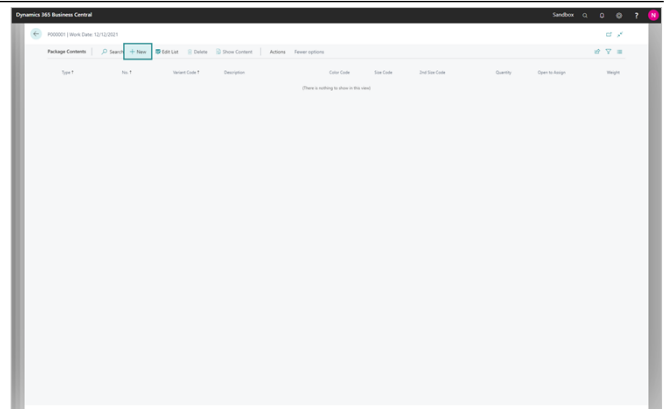 Dynamics 365 Business Central Sandbox ? N
P000001 | Work Date: 12/12/2021
Package Contents Search + New Edit List Delete Show Content Actions Fewer options
Type ↑ No. ↑ Variant Code ↑ Description Color Code Size Code 2nd Size Code Quantity Open to Assign Weight
(There is nothing to show in this view)